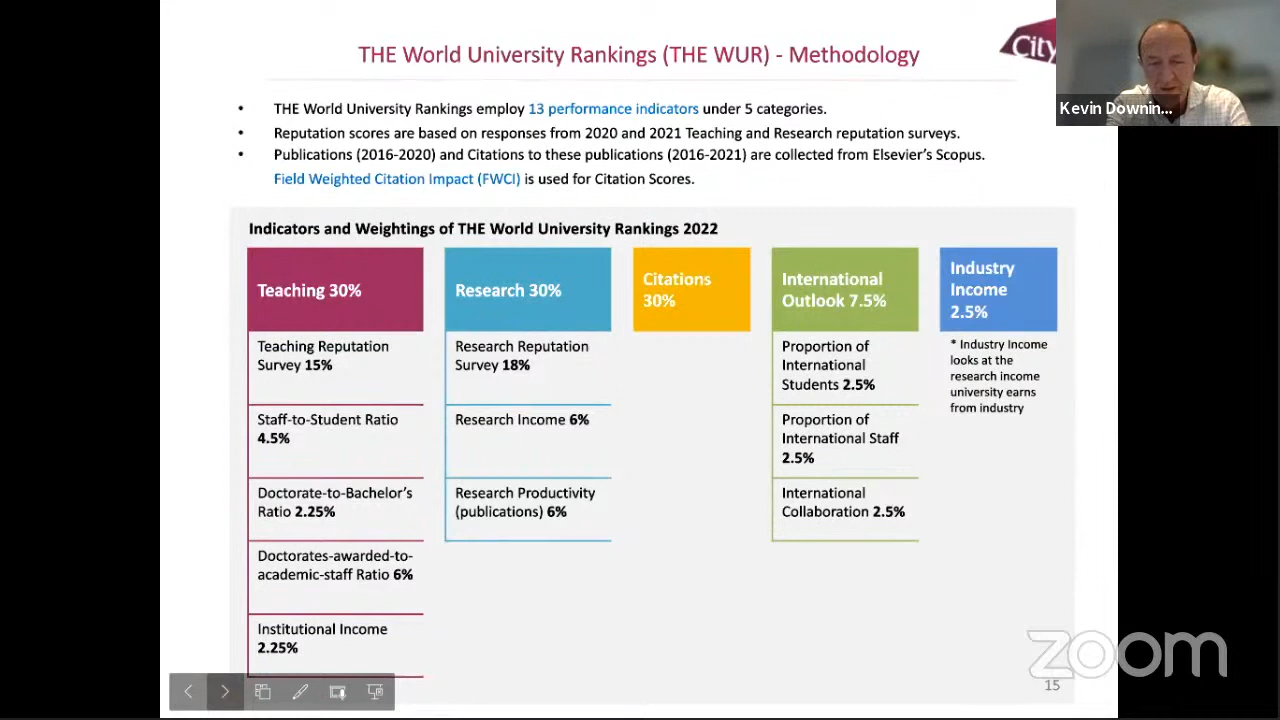 THE World University Rankings (THE WUR) - Methodology
City
Kevin Downin...
• THE World University Rankings employ 13 performance indicators under 5 categories.
• Reputation scores are based on responses from 2020 and 2021 Teaching and Research reputation surveys.
• Publications (2016-2020) and Citations to these publications (2016-2021) are collected from Elsevier's Scopus.
Field Weighted Citation Impact (FWCI) is used for Citation Scores.
Indicators and Weightings of THE World University Rankings 2022
Teaching 30%
Teaching Reputation
Survey 15%
Staff-to-Student Ratio
4.5%
Doctorate-to-Bachelor's
Ratio 2.25%
Doctorates-awarded-to-
academic-staff Ratio 6%
Institutional Income
2.25%
Research 30%
Research Reputation
Survey 18%
Research Income 6%
Research Productivity
(publications) 6%
Citations
30%
International
Outlook 7.5%
Proportion of
International
Students 2.5%
Proportion of
International Staff
2.5%
International
Collaboration 2.5%
Industry
Income
2.5%
* Industry Income
looks at the
research income
university earns
from industry
zoom
15